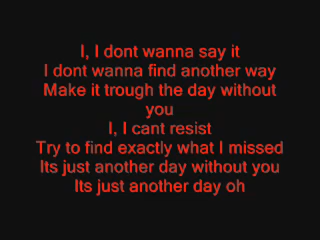 I, I dont wanna say it
I dont wanna find another way
Make it trough the day without
you
I, I cant resist
Try to find exactly what I missed
Its just another day without you
Its just another day oh